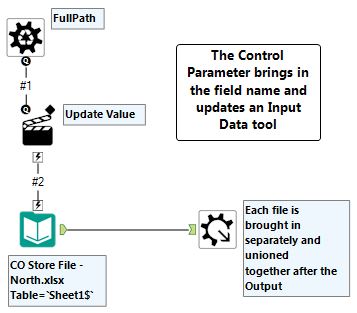 FullPath
#1
Update Value
The Control
Parameter brings in
the field name and
updates an Input
Data tool
#2
CO Store File -
North.xlsx
Table=`Sheet1$`
Each file is
brought in
separately and
unioned
together after the
Output